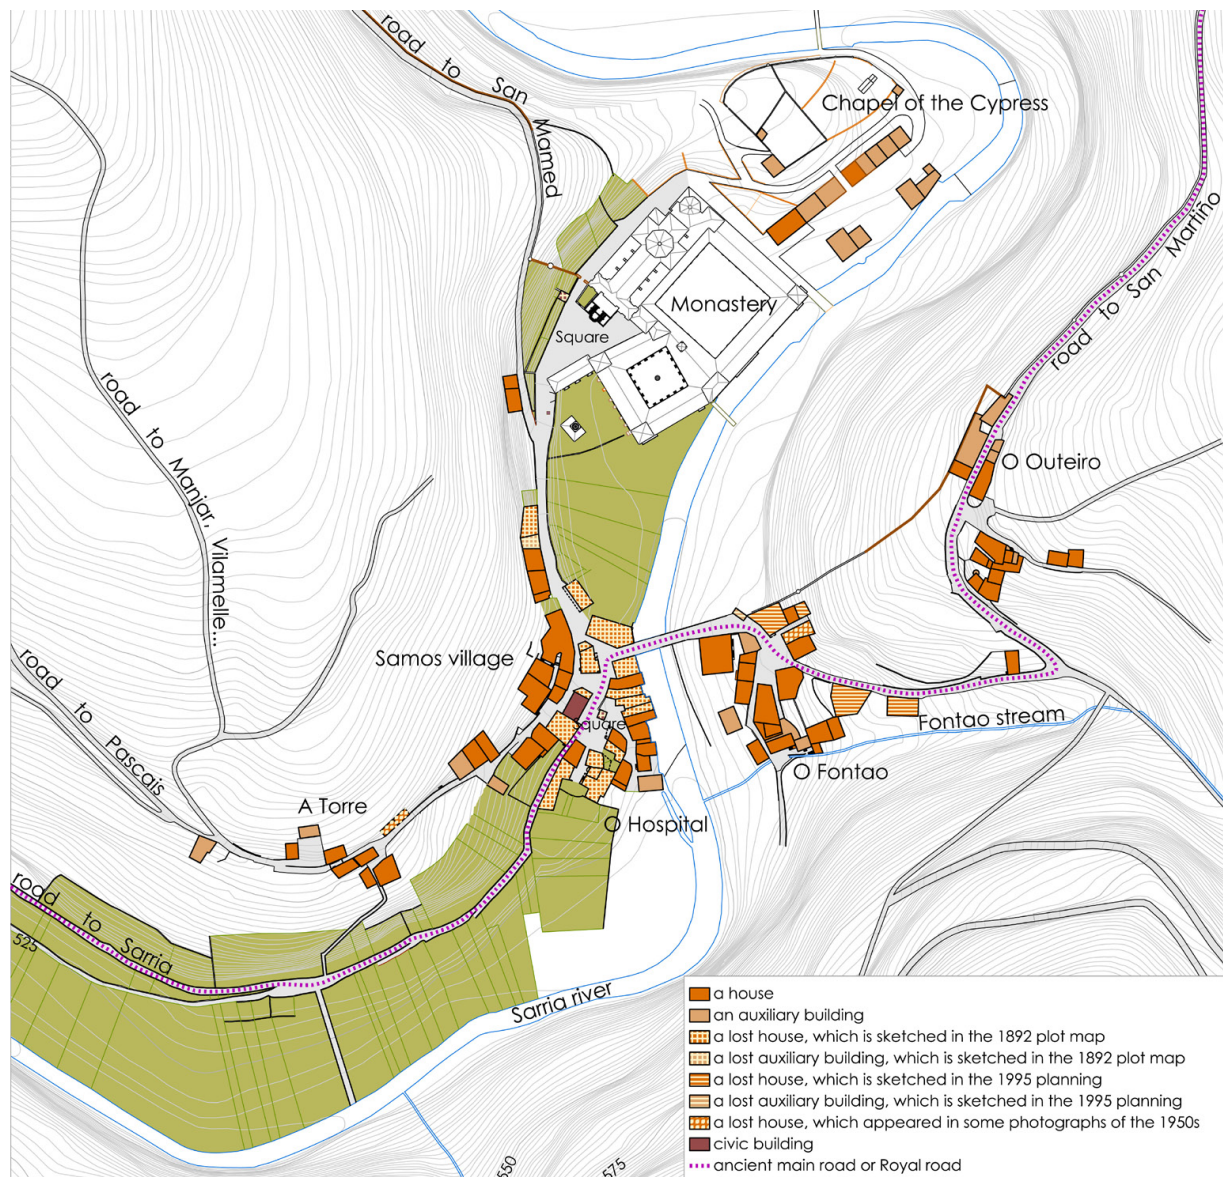 road to San Mamed
Chapel of the Cypress
road to San Martiño
Monastery
Square
road to Manjar, Vilamelle...
O Outeiro
Samos village
road to Pascais
square
Fontao stream
O Fontao
A Torre
O Hospital
road to Sarria
525
Sarria river
550
575
a house
an auxiliary building
a lost house, which is sketched in the 1892 plot map
a lost auxiliary building, which is sketched in the 1892 plot map
a lost house, which is sketched in the 1995 planning
a lost auxiliary building, which is sketched in the 1995 planning
a lost house, which appeared in some photographs of the 1950s
civic building
ancient main road or Royal road